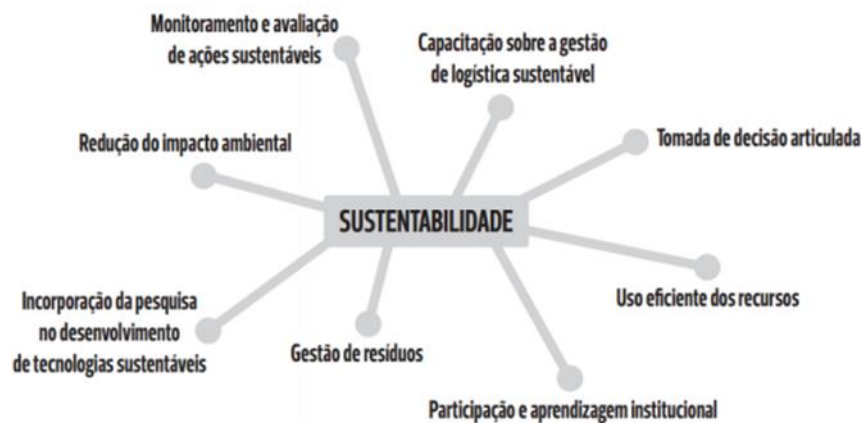 Monitoramento e avaliação
de ações sustentáveis
Capacitação sobre a gestão
de logística sustentável
Redução do impacto ambiental
Tomada de decisão articulada
SUSTENTABILIDADE
Incorporação da pesquisa
no desenvolvimento
de tecnologias sustentáveis
Gestão de resíduos
Uso eficiente dos recursos
Participação e aprendizagem institucional